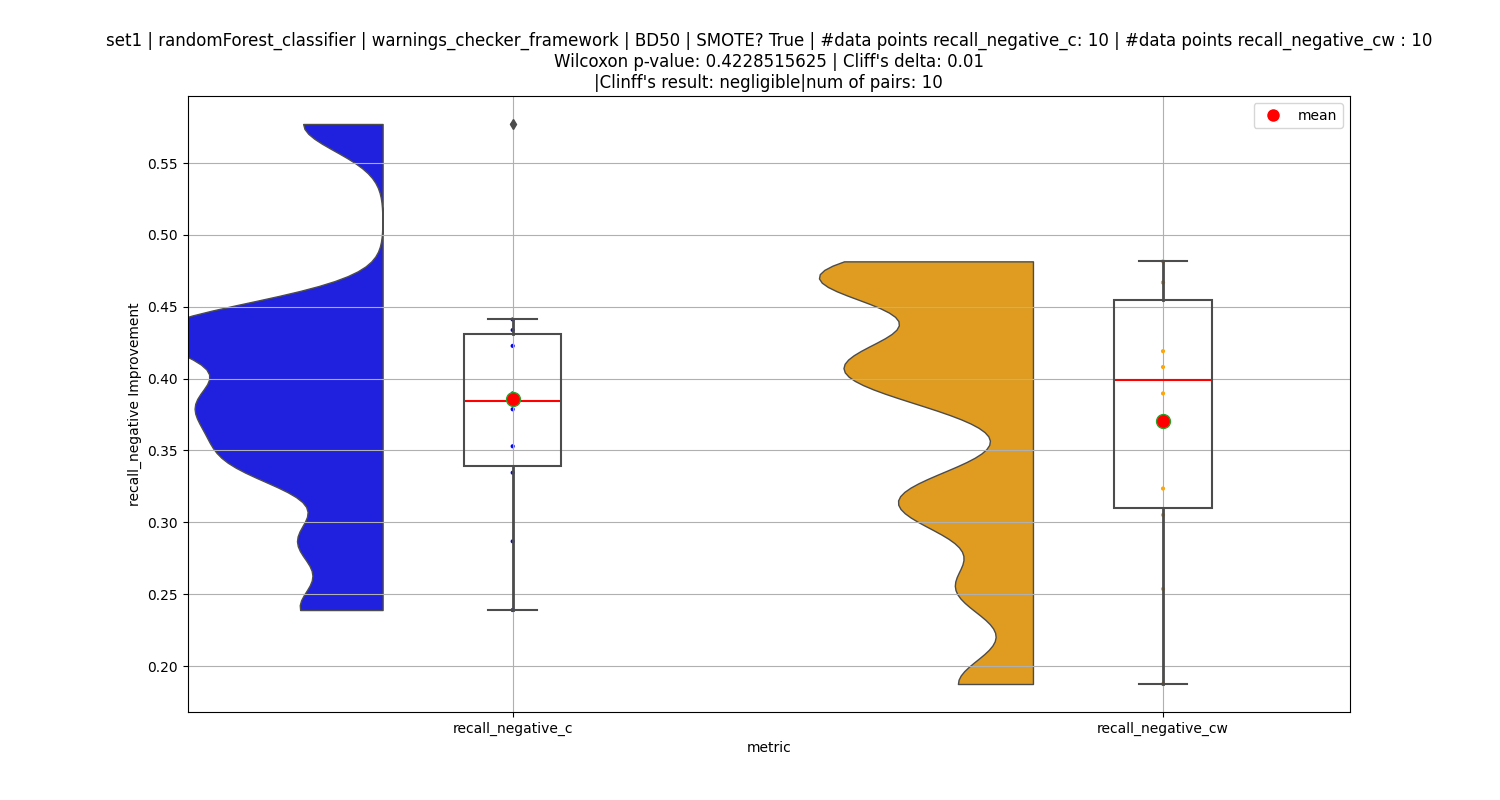 set1 | randomForest_classifier | warnings_checker_framework | BD50 | SMOTE? True | #data points recall_negative_c: 10 | #data points recall_negative_cw : 10
Wilcoxon p-value: 0.4228515625 | Cliff's delta: 0.01
|Clinff's result: negligible|num of pairs: 10
mean
0.55
0.50
0.45
0.40
0.35
0.30
0.25
0.20
recall_negative Improvement
recall_negative_c
recall_negative_cw
metric